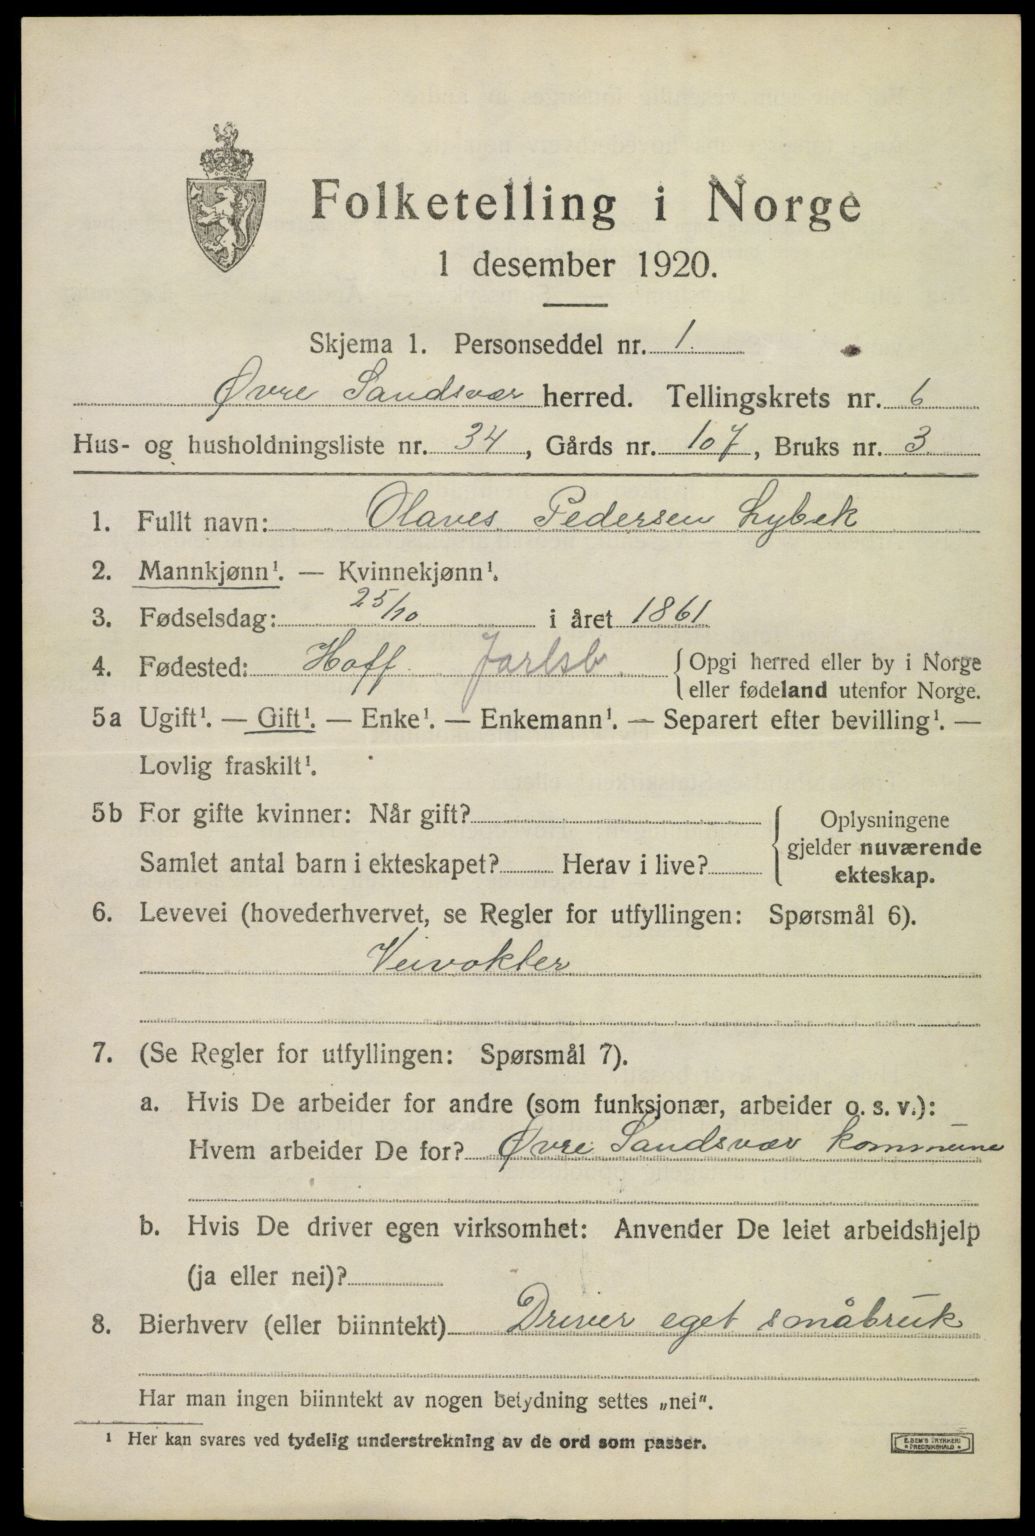 Folketelling i Norge
1 desember 1920.
Skjema 1. Personseddel nr. 1
Øvre Sandsvær herred. Tellingskrets nr. 6
Hus- og husholdningsliste nr. 34, Gårds nr. 107, Bruks nr. 3
1. Fullt navn: Olaves Pedersen Lybek
2. Mannkjønn¹. — Kvinnekjønn¹.
3. Fødselsdag: 25/10 i året 1861
4. Fødested: Hoff Jarlsb. {Opgi herred eller by i Norge
eller fødeland utenfor Norge.
5a Ugift¹. — Gift¹. — Enke¹. — Enkemann¹. — Separert efter bevilling¹. —
Lovlig fraskilt¹.
5b For gifte kvinner: Når gift? Oplysningene
gjelder nuværende
Samlet antal barn i ekteskapet? Herav i live? ekteskap.
6. Levevei (hovederhvervet, se Regler for utfyllingen: Spørsmål 6).
Veivokter
7. (Se Regler for utfyllingen: Spørsmål 7).
a. Hvis De arbeider for andre (som funksjonær, arbeider o. s. v.):
Hvem arbeider De for? Øvre Sandsvær kommune
b. Hvis De driver egen virksomhet: Anvender De leiet arbeidshjelp
(ja eller nei)?
8. Bierhverv (eller biinntekt) Driver eget småbruk
Har man ingen biinntekt av nogen betydning settes „nei".
¹ Her kan svares ved tydelig understrekning av de ord som passer.